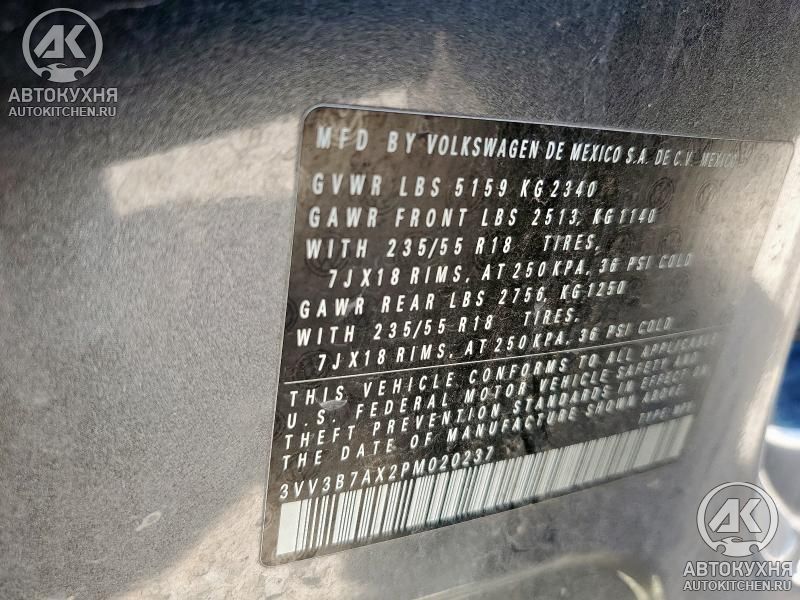 АК
АВТОКУХНЯ
AUTOKITCHEN.RU
MFD BY VOLKSWAGEN DE MEXICO S.A. DE C.V. MEXICO
GVWR LBS 5159 KG 2340
GAWR FRONT LBS 2513, KG 1140
WITH 235/55 R18 TIRES,
7JX18 RIMS, AT 250 KPA, 36 PSI COLD
GAWR REAR LBS 2756, KG 1250
WITH 235/55 R18 TIRES,
7JX18 RIMS, AT 250 KPA, 36 PSI COLD
THIS VEHICLE CONFORMS TO ALL APPLICABLE
U.S. FEDERAL MOTOR VEHICLE SAFETY AND
THEFT PREVENTION STANDARDS IN EFFECT ON
THE DATE OF MANUFACTURE SHOWN ABOVE.
3VV3B7AX2PM020237
АК
АВТОКУХНЯ
AUTOKITCHEN.RU